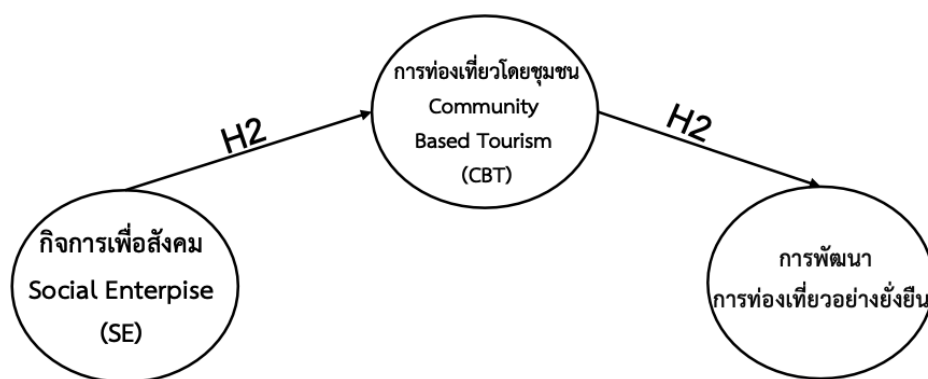 การท่องเที่ยวโดยชุมชน
Community
Based Tourism
(CBT)
H2
H2
กิจการเพื่อสังคม
Social Enterpise
(SE)
การพัฒนา
การท่องเที่ยวอย่างยั่งยืน